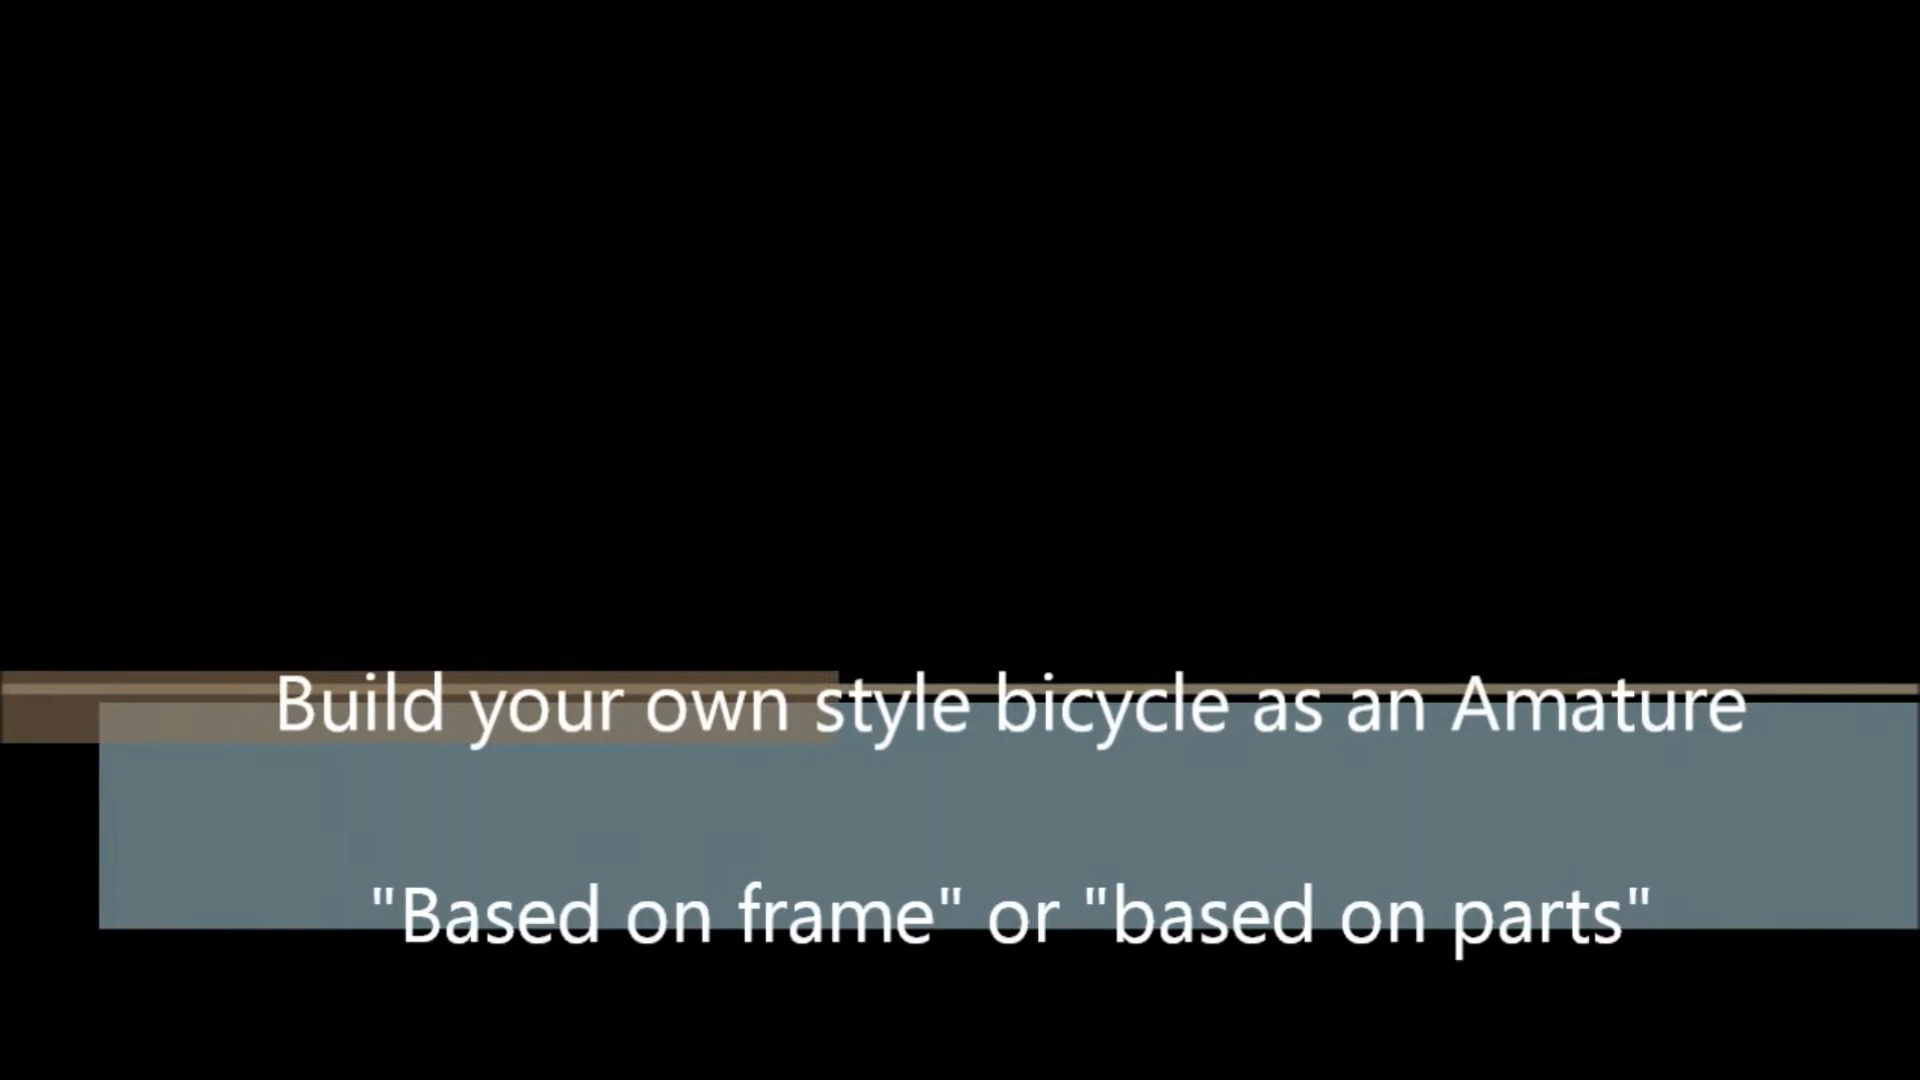 Build your own style bicycle as an Amature
"Based on frame" or "based on parts"